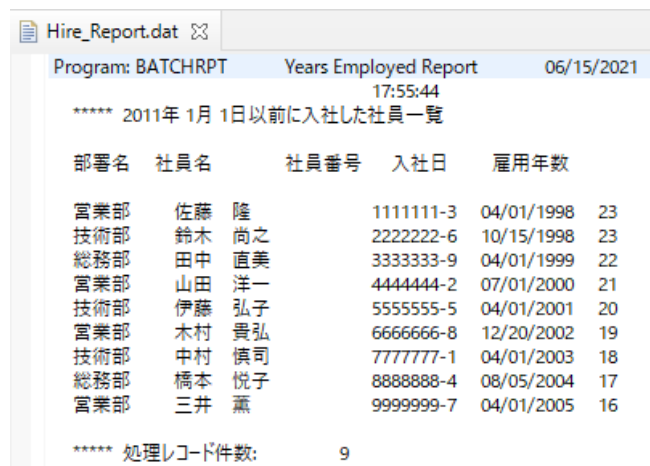 Hire_Report.dat
Program: BATCHRPT Years Employed Report 06/15/2021
17:55:44
***** 2011年 1月 1日以前に入社した社員一覧
部署名 社員名 社員番号 入社日 雇用年数
営業部 佐藤 隆 1111111-3 04/01/1998 23
技術部 鈴木 尚之 2222222-6 10/15/1998 23
総務部 田中 直美 3333333-9 04/01/1999 22
営業部 山田 洋一 4444444-2 07/01/2000 21
技術部 伊藤 弘子 5555555-5 04/01/2001 20
営業部 木村 貴弘 6666666-8 12/20/2002 19
技術部 中村 慎司 7777777-1 04/01/2003 18
総務部 橋本 悦子 8888888-4 08/05/2004 17
営業部 三井 薫 9999999-7 04/01/2005 16
***** 処理レコード件数: 9